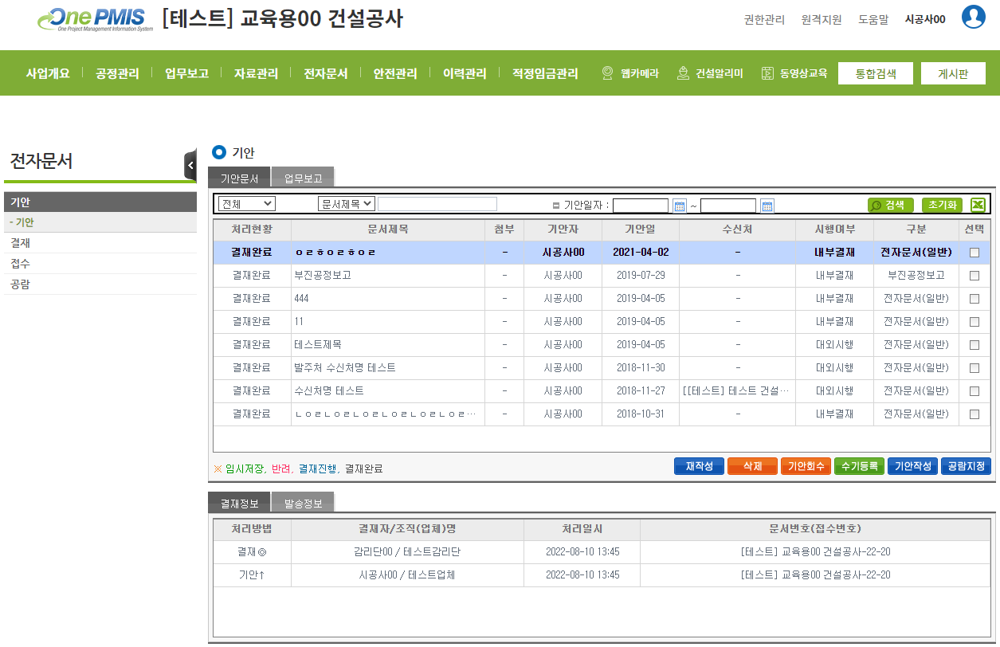 One PMIS
One Project Management Information System
[테스트] 교육용00 건설공사
권한관리 원격지원 도움말 시공사00
사업개요 공정관리 업무보고 자료관리 전자문서 안전관리 이력관리 적정임금관리 웹카메라 건설알리미 동영상교육 통합검색 게시판
전자문서
기안
- 기안
결재
접수
공람
기안
기안문서 업무보고
전체 문서제목 기안일자 : ~ 검색 초기화
처리현황 문서제목 첨부 기안자 기안일 수신처 시행여부 구분 선택
결재완료 ㅇㄹㅎㅇㄹㅎㅇㄹ - 시공사00 2021-04-02 - 내부결재 전자문서(일반)
결재완료 부진공정보고 - 시공사00 2019-07-29 - 내부결재 부진공정보고
결재완료 444 - 시공사00 2019-04-05 - 내부결재 전자문서(일반)
결재완료 11 - 시공사00 2019-04-05 - 내부결재 전자문서(일반)
결재완료 테스트제목 - 시공사00 2019-04-05 - 대외시행 전자문서(일반)
결재완료 발주처 수신처명 테스트 - 시공사00 2018-11-30 - 대외시행 전자문서(일반)
결재완료 수신처명 테스트 - 시공사00 2018-11-27 [[테스트] 테스트 건설… 대외시행 전자문서(일반)
결재완료 ㄴㅇㄹㄴㅇㄹㄴㅇㄹㄴㅇㄹㄴㅇㄹㄴㅇㄹ… - 시공사00 2018-10-31 - 내부결재 전자문서(일반)
※ 임시저장, 반려, 결재진행, 결재완료 재작성 삭제 기안회수 수기등록 기안작성 공람지정
결재정보 발송정보
처리방법 결재자/조직(업체)명 처리일시 문서번호(접수번호)
결재◎ 감리단00 / 테스트감리단 2022-08-10 13:45 [테스트] 교육용00 건설공사-22-20
기안↑ 시공사00 / 테스트업체 2022-08-10 13:45 [테스트] 교육용00 건설공사-22-20